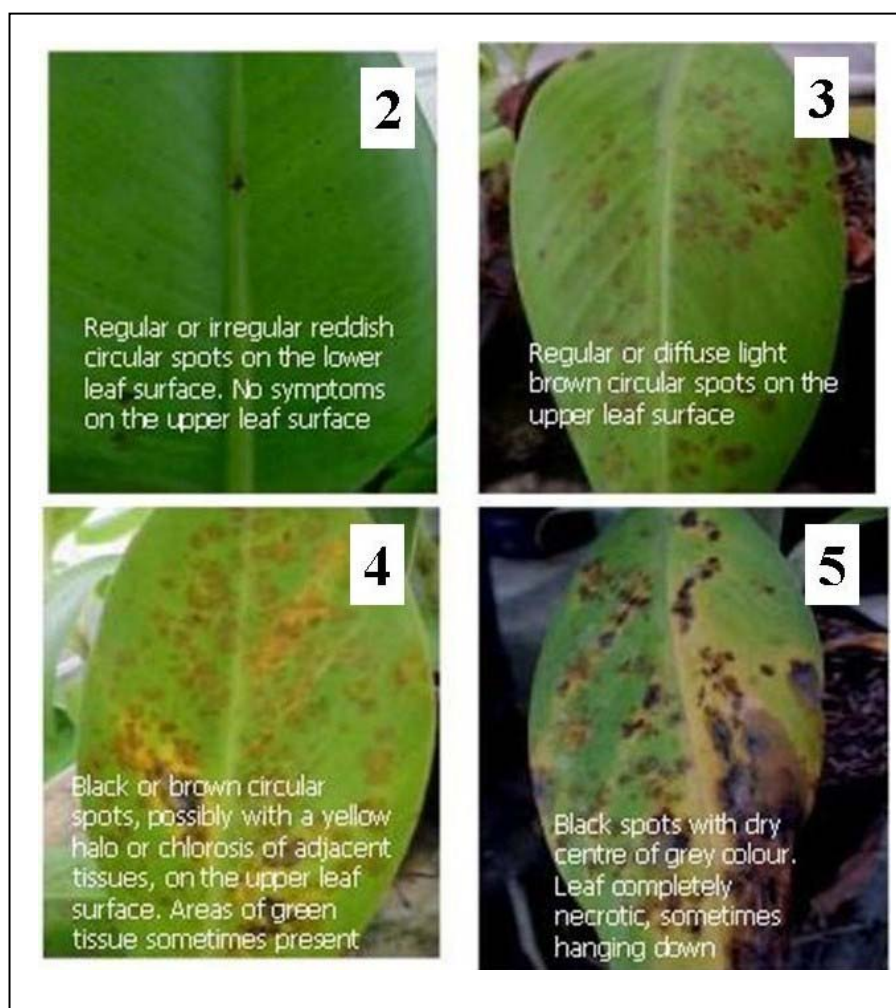 2
Regular or irregular reddish
circular spots on the lower
leaf surface. No symptoms
on the upper leaf surface
3
Regular or diffuse light
brown circular spots on the
upper leaf surface
4
Black or brown circular
spots, possibly with a yellow
halo or chlorosis of adjacent
tissues, on the upper leaf
surface. Areas of green
tissue sometimes present
5
Black spots with dry
centre of grey colour.
Leaf completely
necrotic, sometimes
hanging down